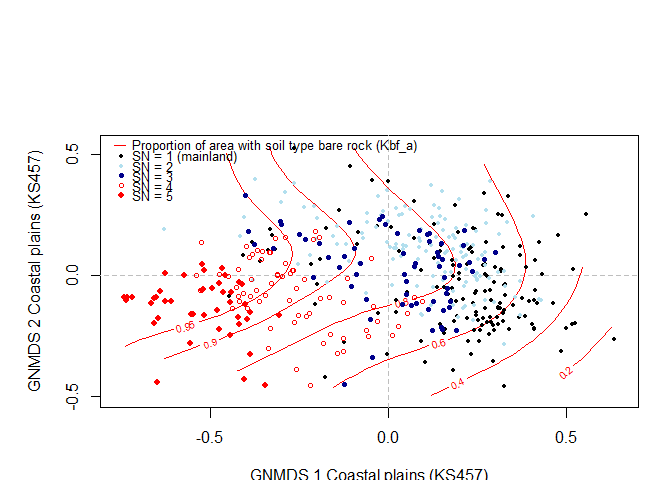 Proportion of area with soil type bare rock (Kbf_a)
SN = 1 (mainland)
SN = 2
SN = 3
SN = 4
SN = 5
GNMDS 2 Coastal plains (KS457)
0.5
0.0
-0.5
0.95
0.9
0.6
0.4
0.2
-0.5
0.0
0.5
GNMDS 1 Coastal plains (KS457)